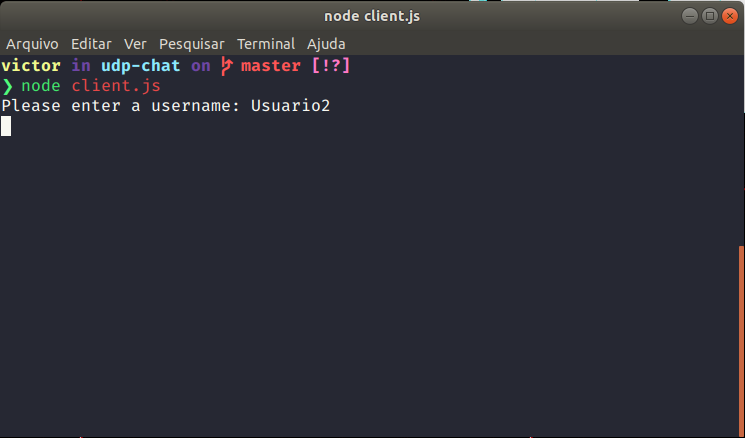 node client.js
Arquivo Editar Ver Pesquisar Terminal Ajuda
victor in udp-chat on master [!?]
❯ node client.js
Please enter a username: Usuario2